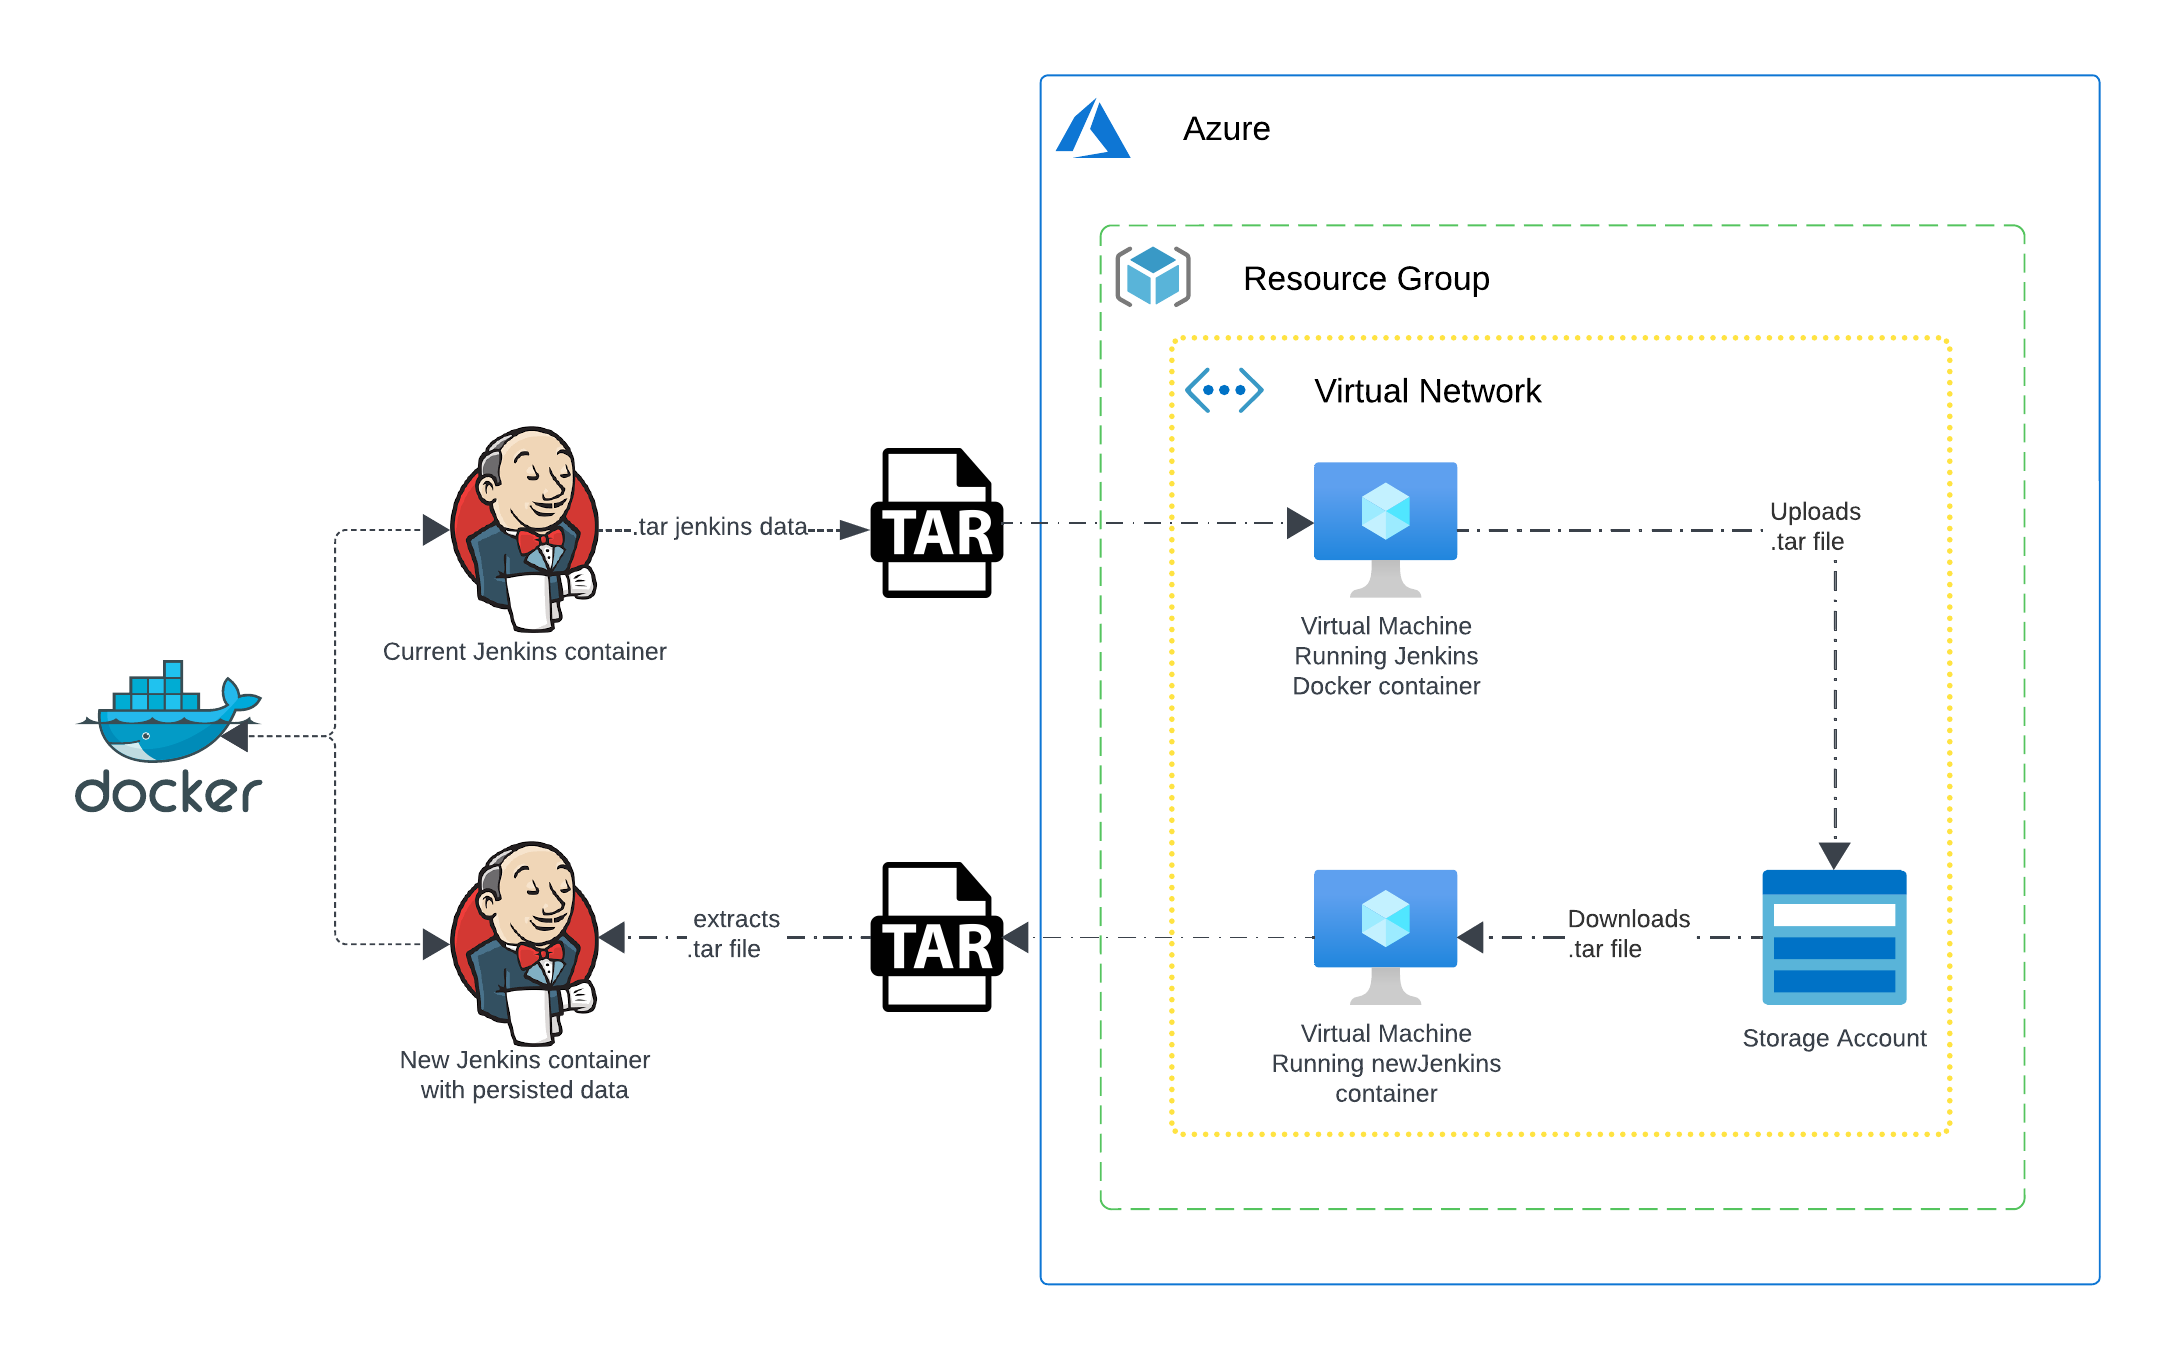 Azure
Resource Group
Virtual Network
.tar jenkins data
TAR
TAR
Uploads
.tar file
Current Jenkins container
Virtual Machine
Running Jenkins
Docker container
docker
extracts
.tar file
Downloads
.tar file
New Jenkins container
with persisted data
Virtual Machine
Running newJenkins
container
Storage Account